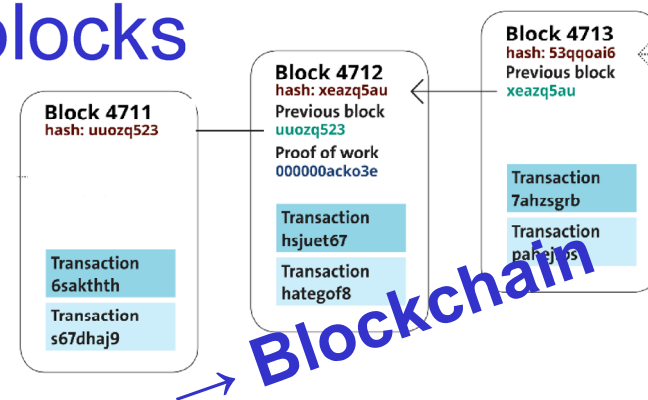 blocks
Block 4711
hash: uuozq523
Transaction
6sakthth
Transaction
s67dhaj9
Block 4712
hash: xeazq5au
Previous block
uuozq523
Proof of work
000000acko3e
Transaction
hsjuet67
Transaction
hategof8
Block 4713
hash: 53qqoai6
Previous block
xeazq5au
Transaction
7ahzsgrb
Transaction
→ Blockchain